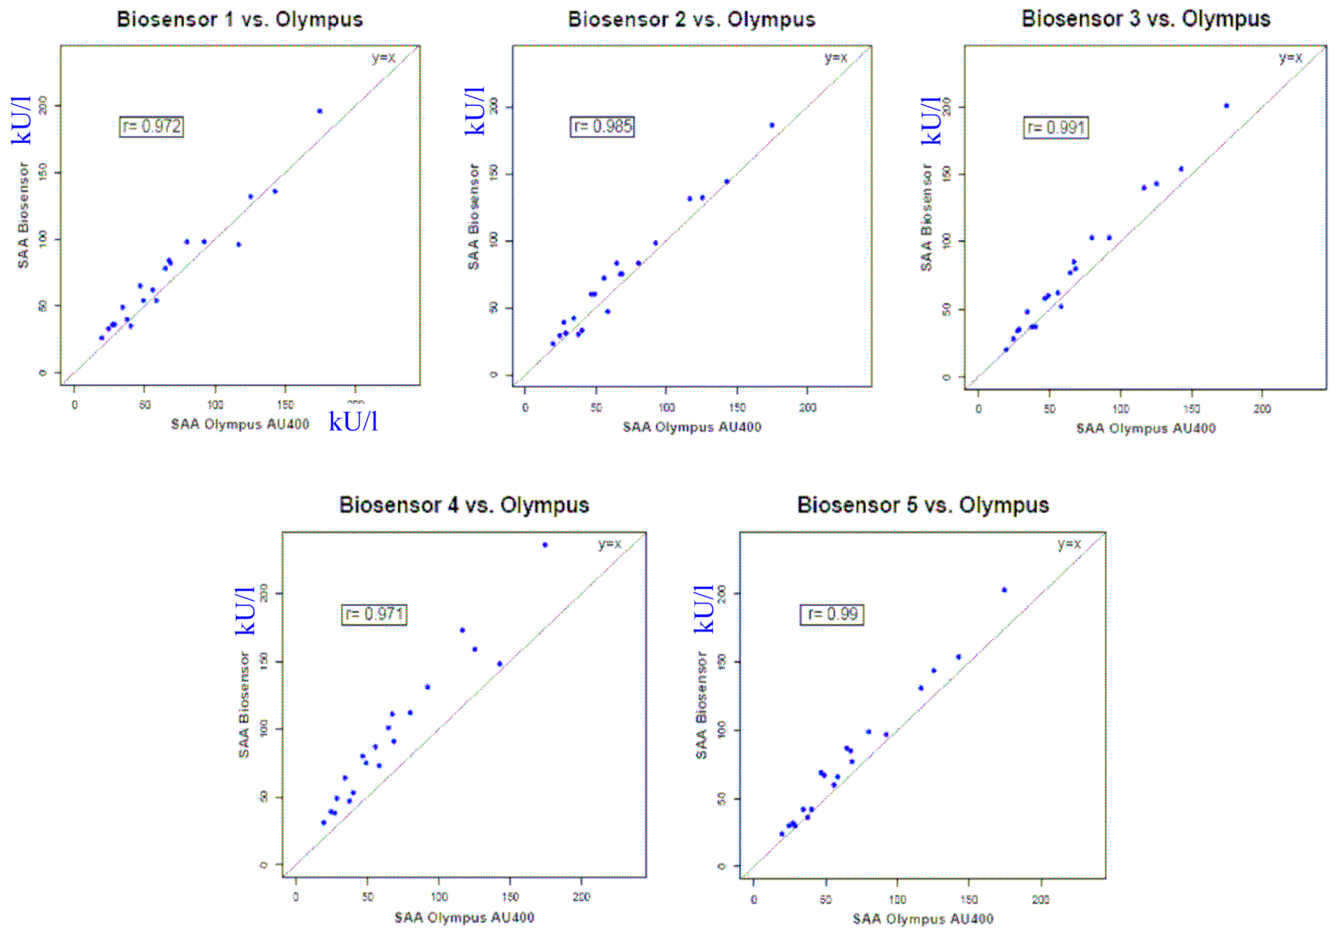 Biosensor 1 vs. Olympus
y=x
r= 0.972
kU/l
SAA Biosensor
0 50 100 150 200
0 50 100 150
SAA Olympus AU400
kU/l
Biosensor 2 vs. Olympus
y=x
r= 0.985
kU/l
SAA Biosensor
0 50 100 150 200
0 50 100 150 200
SAA Olympus AU400
Biosensor 3 vs. Olympus
y=x
r= 0.991
kU/l
SAA Biosensor
0 50 100 150 200
0 50 100 150 200
SAA Olympus AU400
Biosensor 4 vs. Olympus
y=x
r= 0.971
kU/l
SAA Biosensor
0 50 100 150 200
0 50 100 150 200
SAA Olympus AU400
Biosensor 5 vs. Olympus
y=x
r= 0.99
kU/l
SAA Biosensor
0 50 100 150 200
0 50 100 150 200
SAA Olympus AU400